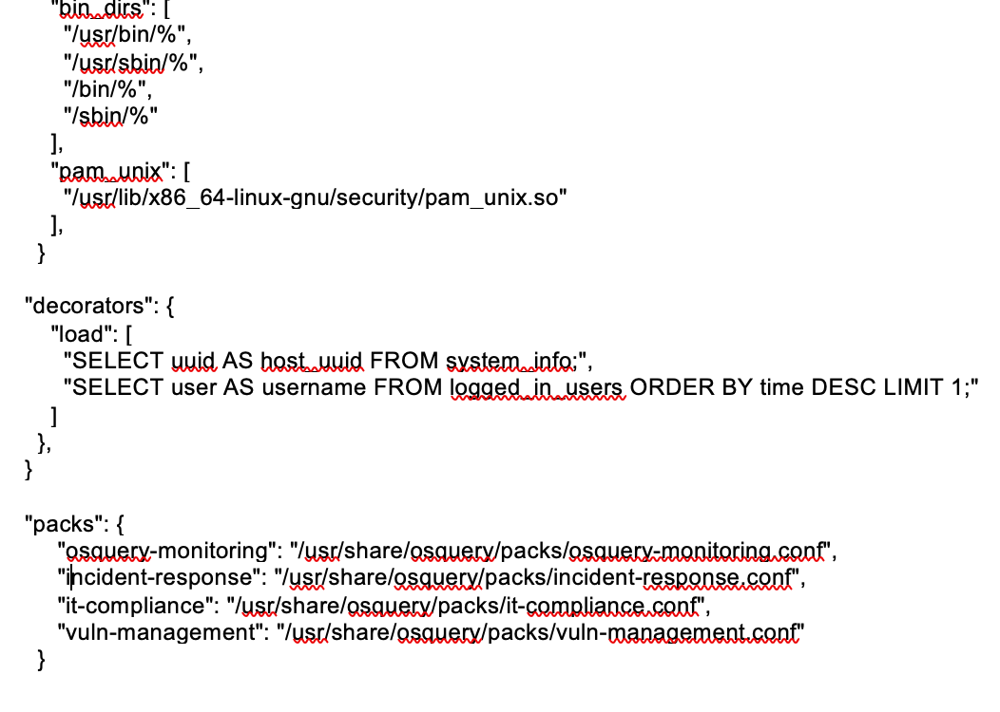 "bin_dirs": [
"/usr/bin/%",
"/usr/sbin/%",
"/bin/%",
"/sbin/%"
],
"pam_unix": [
"/usr/lib/x86_64-linux-gnu/security/pam_unix.so"
],
}
"decorators": {
"load": [
"SELECT uuid AS host_uuid FROM system_info;",
"SELECT user AS username FROM logged_in_users ORDER BY time DESC LIMIT 1;"
]
},
}
"packs": {
"osquery-monitoring": "/usr/share/osquery/packs/osquery-monitoring.conf",
"incident-response": "/usr/share/osquery/packs/incident-response.conf",
"it-compliance": "/usr/share/osquery/packs/it-compliance.conf",
"vuln-management": "/usr/share/osquery/packs/vuln-management.conf"
}